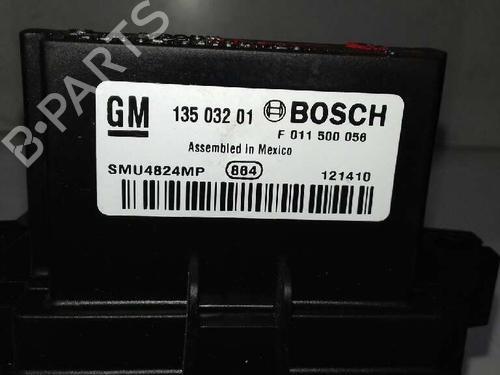 GM 135 032 01 BOSCH
F 011 500 056
Assembled in Mexico
SMU4824MP 864 121410
B-PARTS